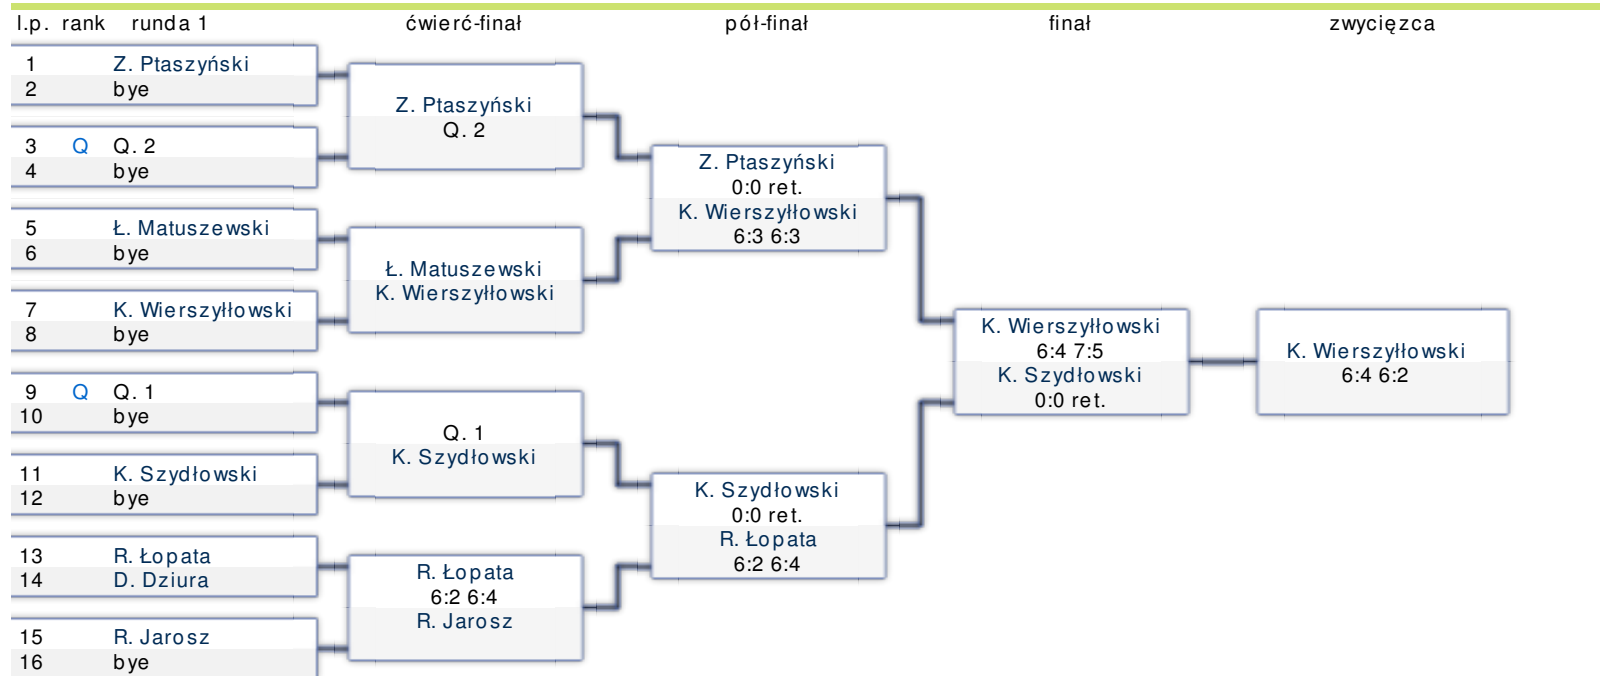 l.p. rank runda 1 ćwierć-finał pół-finał finał zwycięzca
1 Z. Ptaszyński
2 bye
3 Q Q. 2
4 bye
5 Ł. Matuszewski
6 bye
7 K. Wierszyłłowski
8 bye
9 Q Q. 1
10 bye
11 K. Szydłowski
12 bye
13 R. Łopata
14 D. Dziura
15 R. Jarosz
16 bye
Z. Ptaszyński
Q. 2
Ł. Matuszewski
K. Wierszyłłowski
Q. 1
K. Szydłowski
R. Łopata
6:2 6:4
R. Jarosz
Z. Ptaszyński
0:0 ret.
K. Wierszyłłowski
6:3 6:3
K. Szydłowski
0:0 ret.
R. Łopata
6:2 6:4
K. Wierszyłłowski
6:4 7:5
K. Szydłowski
0:0 ret.
K. Wierszyłłowski
6:4 6:2